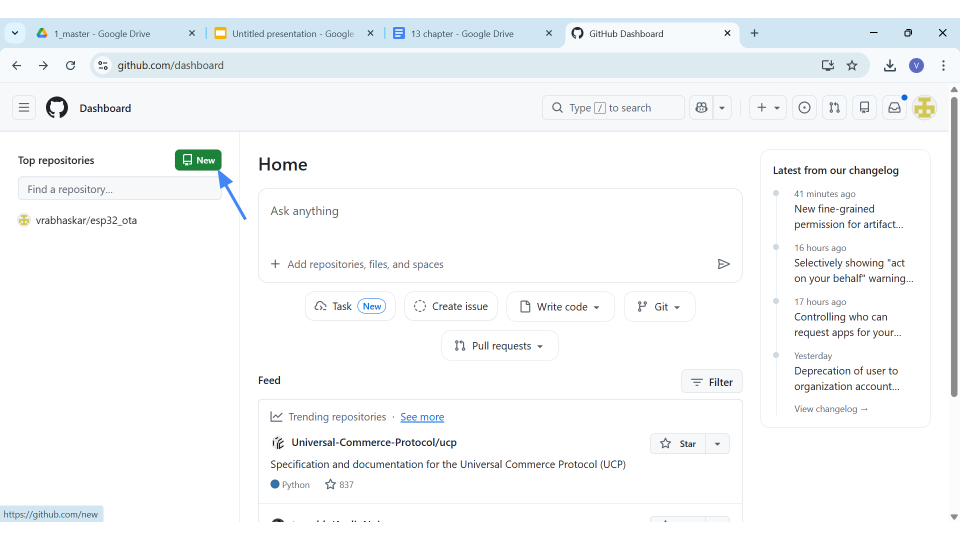 1_master - Google Drive
Untitled presentation - Google
13 chapter - Google Drive
GitHub Dashboard
github.com/dashboard
V
Dashboard
Type / to search
Top repositories
New
Find a repository...
vrabhaskar/esp32_ota
Home
Ask anything
Add repositories, files, and spaces
Task New
Create issue
Write code
Git
Pull requests
Feed
Filter
Trending repositories · See more
Universal-Commerce-Protocol/ucp
Star
Specification and documentation for the Universal Commerce Protocol (UCP)
Python
837
Latest from our changelog
41 minutes ago
New fine-grained
permission for artifact...
16 hours ago
Selectively showing "act
on your behalf" warning...
17 hours ago
Controlling who can
request apps for your...
Yesterday
Deprecation of user to
organization account...
View changelog →
https://github.com/new